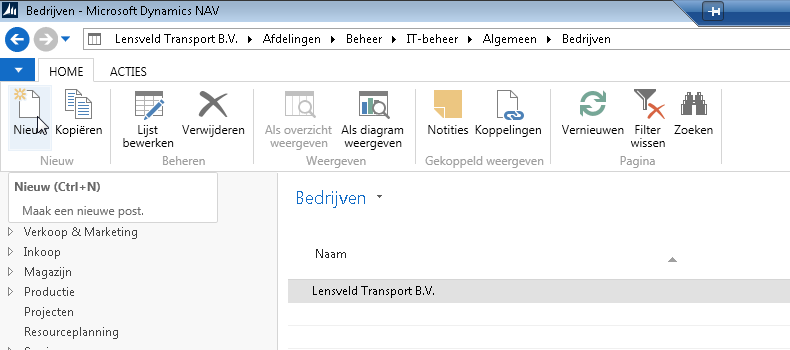 Bedrijven - Microsoft Dynamics NAV
Lensveld Transport B.V. Afdelingen Beheer IT-beheer Algemeen Bedrijven
HOME ACTIES
Nieuw Kopiëren Lijst bewerken Verwijderen Als overzicht weergeven Als diagram weergeven Notities Koppelingen Vernieuwen Filter wissen Zoeken
Nieuw Beheren Weergeven Gekoppeld weergeven Pagina
Nieuw (Ctrl+N)
Maak een nieuwe post.
Bedrijven
Verkoop & Marketing
Inkoop
Naam
Magazijn
Productie
Lensveld Transport B.V.
Projecten
Resourceplanning